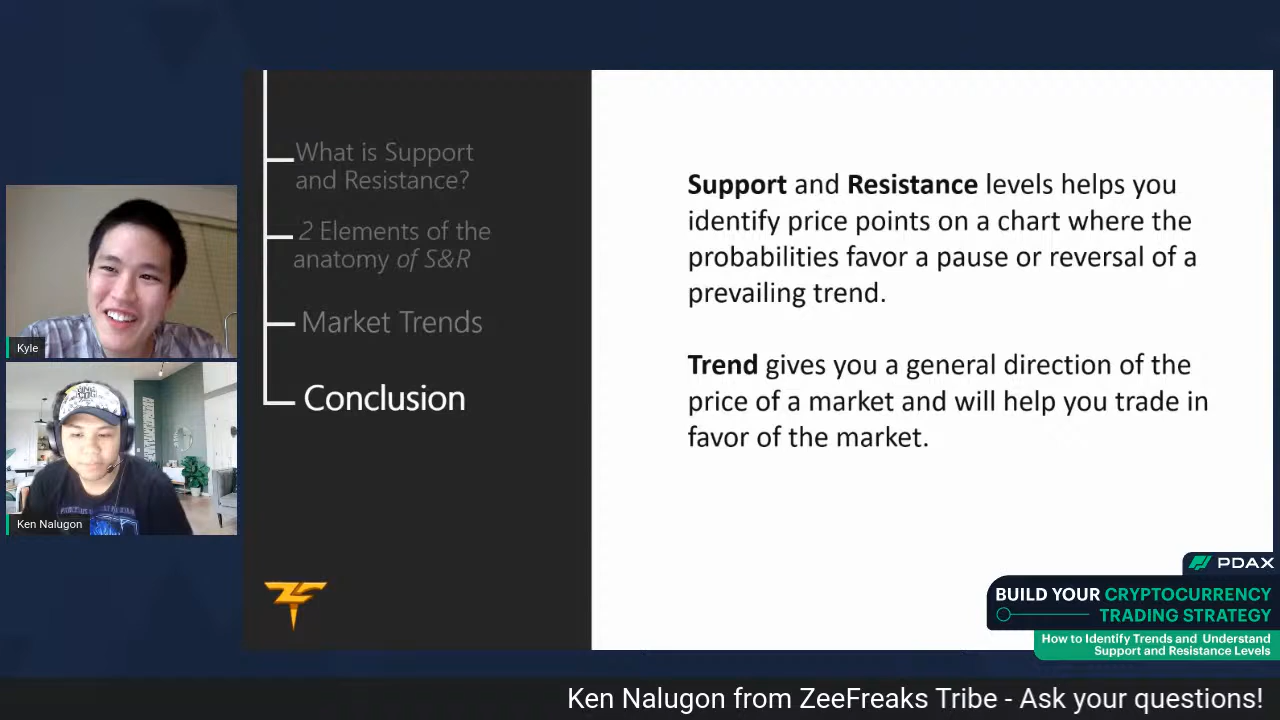 What is Support
and Resistance?
2 Elements of the
anatomy of S&R
Market Trends
Conclusion
Support and Resistance levels helps you
identify price points on a chart where the
probabilities favor a pause or reversal of a
prevailing trend.
Trend gives you a general direction of the
price of a market and will help you trade in
favor of the market.
Kyle
Ken Nalugon
PDAX
BUILD YOUR CRYPTOCURRENCY
TRADING STRATEGY
How to Identify Trends and Understand
Support and Resistance Levels
Ken Nalugon from ZeeFreaks Tribe - Ask your questions!